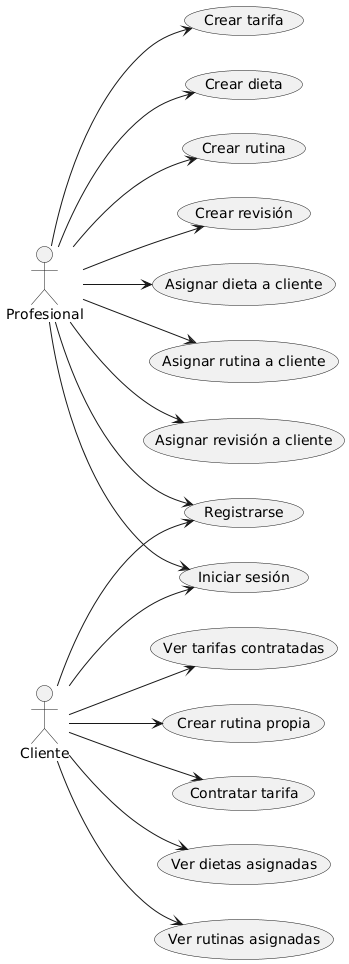 Crear tarifa
Crear dieta
Crear rutina
Crear revisión
Asignar dieta a cliente
Profesional
Asignar rutina a cliente
Asignar revisión a cliente
Registrarse
Iniciar sesión
Ver tarifas contratadas
Crear rutina propia
Cliente
Contratar tarifa
Ver dietas asignadas
Ver rutinas asignadas